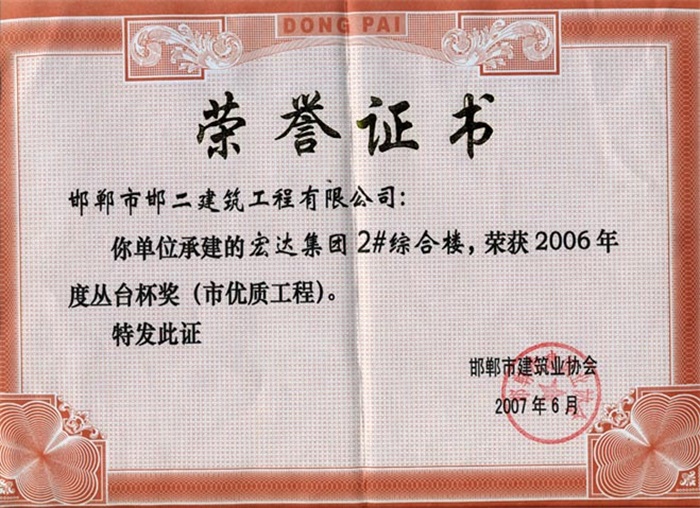 DONG PAI
荣誉证书
邯郸市邯二建筑工程有限公司:
你单位承建的宏达集团2#综合楼，荣获2006年
度丛台杯奖（市优质工程）。
特发此证
邯郸市建筑业协会
2007年6月